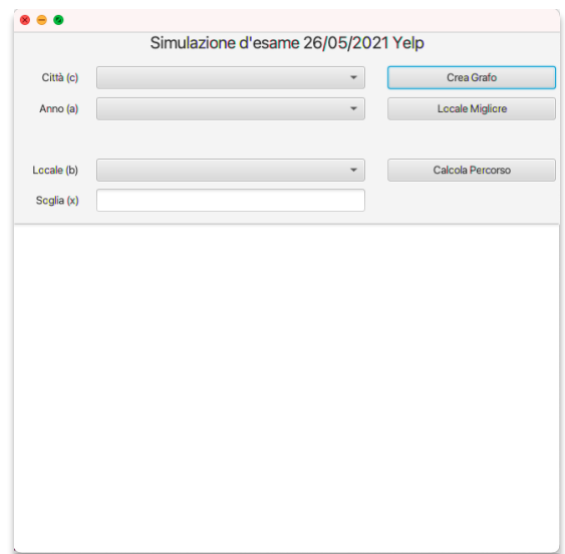 Simulazione d'esame 26/05/2021 Yelp
Città (c) Crea Grafo
Anno (a) Locale Migliore
Locale (b) Calcola Percorso
Soglia (x)